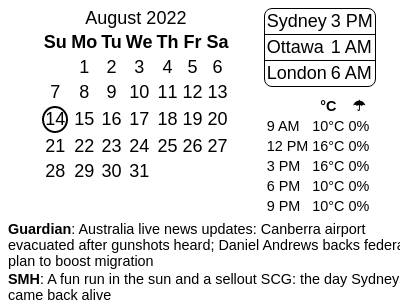 August 2022
Su Mo Tu We Th Fr Sa
1 2 3 4 5 6
7 8 9 10 11 12 13
14 15 16 17 18 19 20
21 22 23 24 25 26 27
28 29 30 31
Sydney 3 PM
Ottawa 1 AM
London 6 AM
°C ☂
9 AM 10°C 0%
12 PM 16°C 0%
3 PM 16°C 0%
6 PM 10°C 0%
9 PM 10°C 0%
Guardian: Australia live news updates: Canberra airport
evacuated after gunshots heard; Daniel Andrews backs federa
plan to boost migration
SMH: A fun run in the sun and a sellout SCG: the day Sydney
came back alive